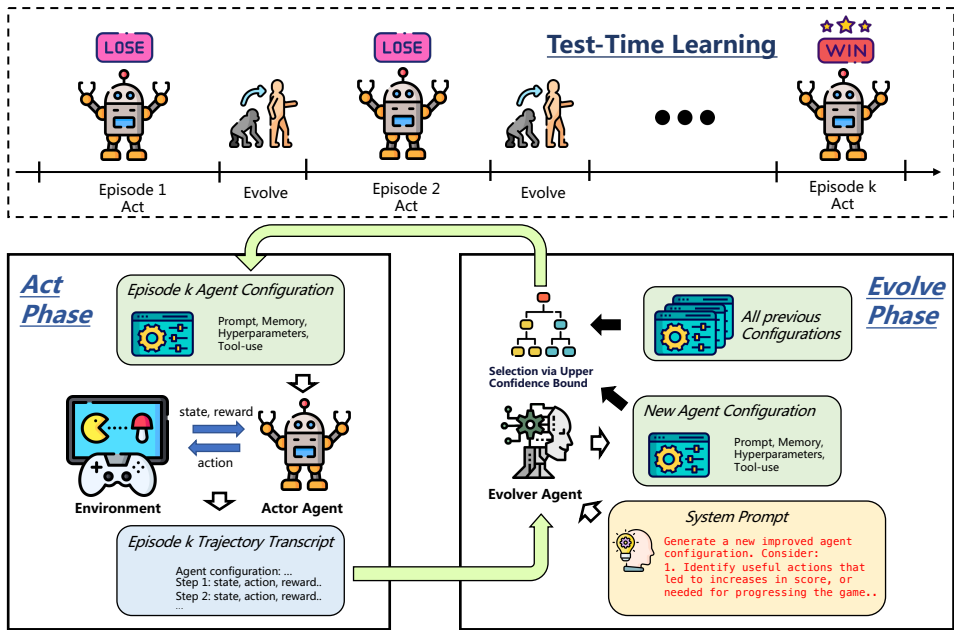 LOSE
LOSE
Test-Time Learning
WIN
Episode 1
Act
Evolve
Episode 2
Act
Evolve
Episode k
Act
Act
Phase
Episode k Agent Configuration
Prompt, Memory,
Hyperparameters,
Tool-use
state, reward
action
Environment
Actor Agent
Episode k Trajectory Transcript
Agent configuration: ...
Step 1: state, action, reward..
Step 2: state, action, reward..
...
Evolve
Phase
All previous
Configurations
Selection via Upper
Confidence Bound
New Agent Configuration
Prompt, Memory,
Hyperparameters,
Tool-use
Evolver Agent
System Prompt
Generate a new improved agent
configuration. Consider:
1. Identify useful actions that
led to increases in score, or
needed for progressing the game..